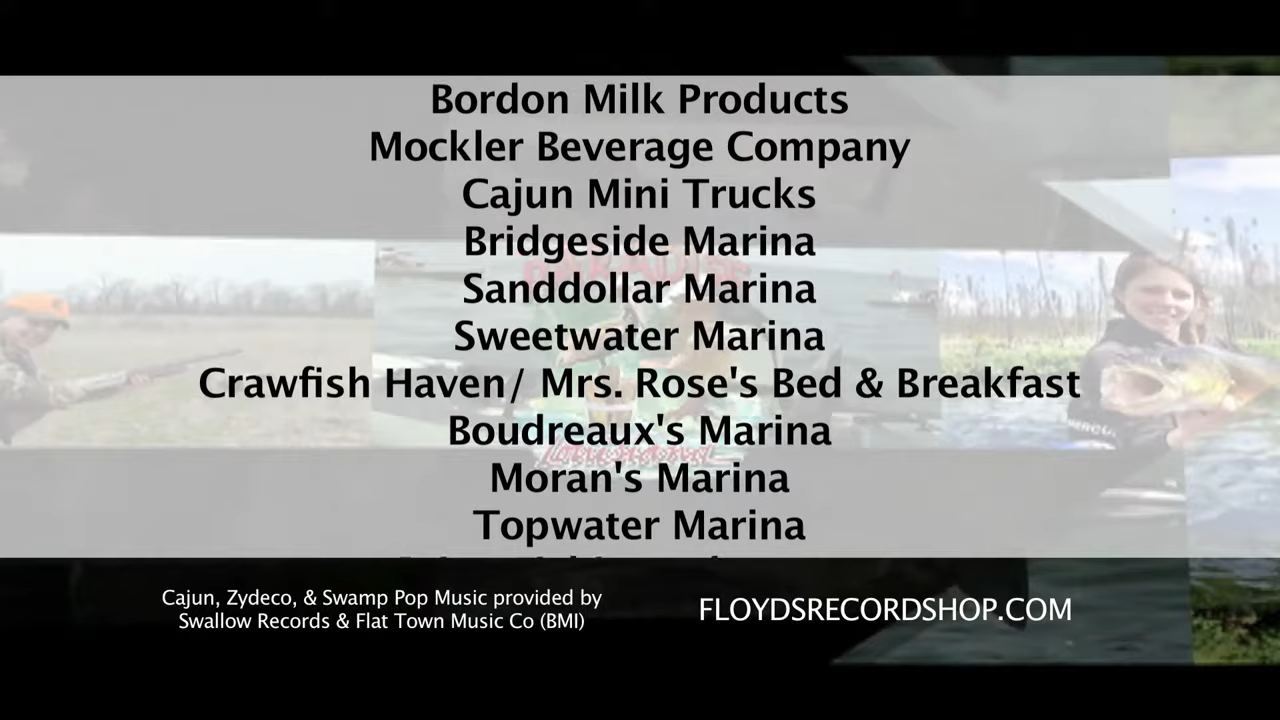 Bordon Milk Products
Mockler Beverage Company
Cajun Mini Trucks
Bridgeside Marina
Sanddollar Marina
Sweetwater Marina
Crawfish Haven/ Mrs. Rose's Bed & Breakfast
Boudreaux's Marina
Moran's Marina
Topwater Marina
Cajun, Zydeco, & Swamp Pop Music provided by
Swallow Records & Flat Town Music Co (BMI)
FLOYDSRECORDSHOP.COM